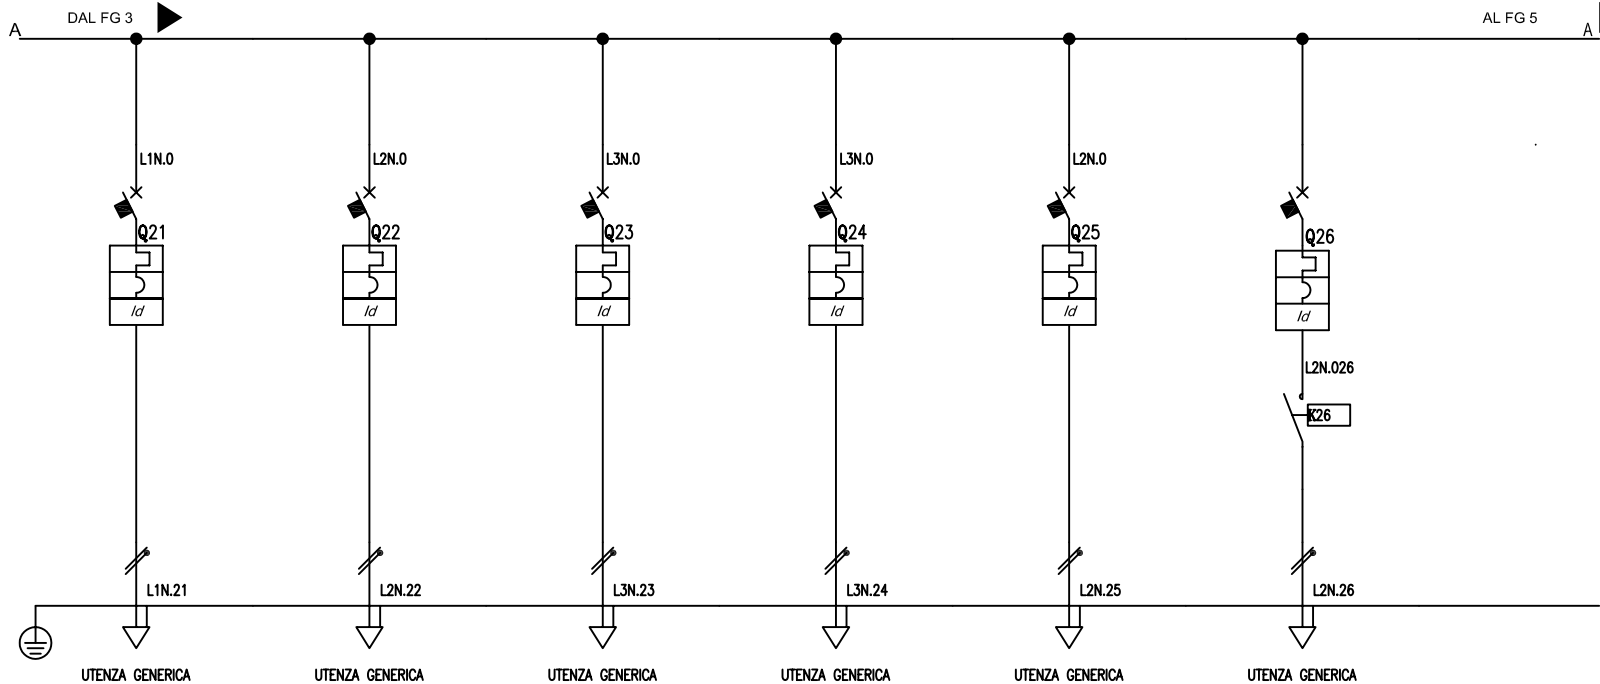 DAL FG 3
AL FG 5
A
A
L1N.0
L2N.0
L3N.0
L3N.0
L2N.0
Q21
Q22
Q23
Q24
Q25
Q26
Id
Id
Id
Id
Id
Id
L2N.026
K26
L1N.21
L2N.22
L3N.23
L3N.24
L2N.25
L2N.26
UTENZA GENERICA
UTENZA GENERICA
UTENZA GENERICA
UTENZA GENERICA
UTENZA GENERICA
UTENZA GENERICA